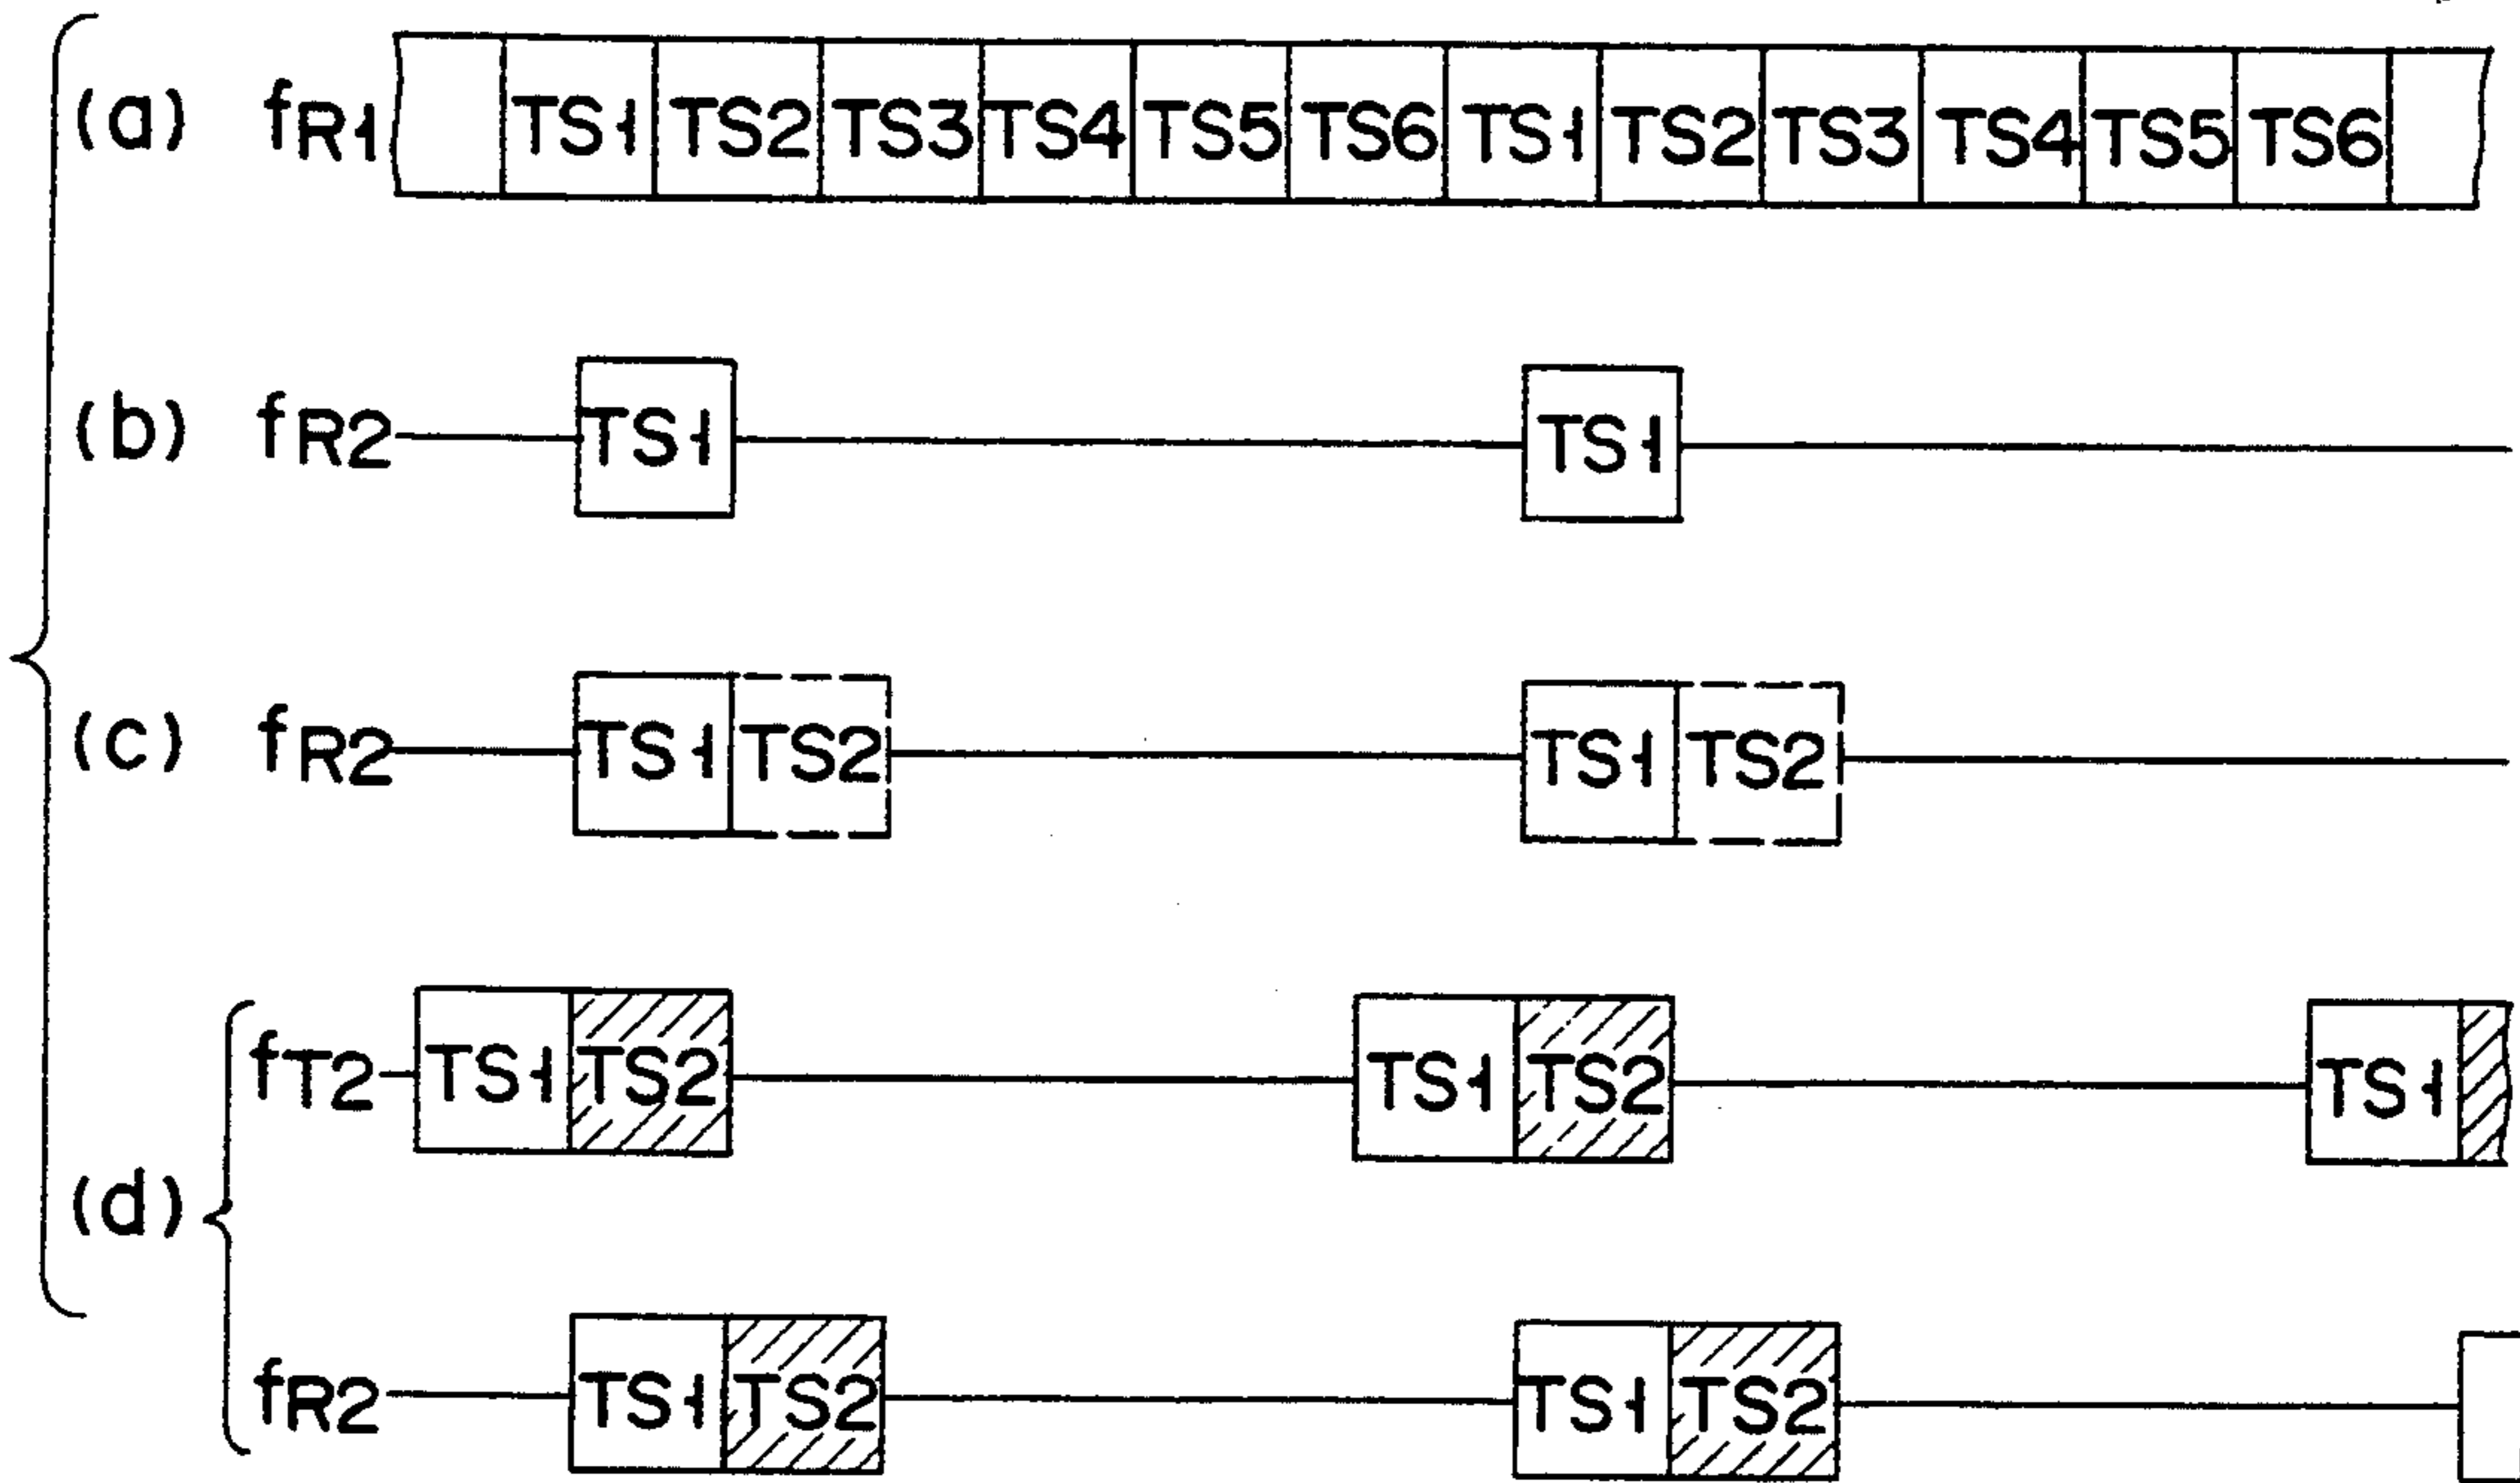 (a) fR1 TS1 TS2 TS3 TS4 TS5 TS6 TS1 TS2 TS3 TS4 TS5 TS6
(b) fR2 TS1 TS1
(c) fR2 TS1 TS2 TS1 TS2
fT2 TS1 TS2 TS1 TS2 TS1
(d)
fR2 TS1 TS2 TS1 TS2